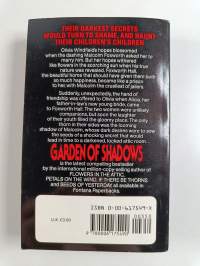 THEIR DARKEST SECRETS
WOULD TURN TO SHAME, AND HAUNT
THEIR CHILDREN'S CHILDREN
Olivia Winfield's hopes blossomed
when the dashing Malcolm Foxworth asked her to
marry him. But her hopes withered
like flowers in the scorching sun when his true
nature was revealed. Foxworth Hall,
the beautiful home that should have given them such
so much happiness, became like a prison
to her with Malcolm the cruellest of jailers.
Suddenly, unexpectedly, the hand of
friendship was offered to Olivia when Alicia, her
father-in-law's new young bride, came
to Foxworth Hall. The two women were unlikely
companions, but soon the laughter
of their youth filled the gloomy place. The only
thorn in their sides was the looming
shadow of Malcolm, whose dark desires were to sow
the seeds of a shocking secret that would
lead in time to a darkened, locked attic room...
GARDEN OF SHADOWS
is the latest compelling bestseller
by the international million-copy-selling author of
FLOWERS IN THE ATTIC,
PETALS ON THE WIND, IF THERE BE THORNS
and SEEDS OF YESTERDAY, all available in
Fontana Paperbacks.
U.K. £3.50
ISBN 0-00-617549-X